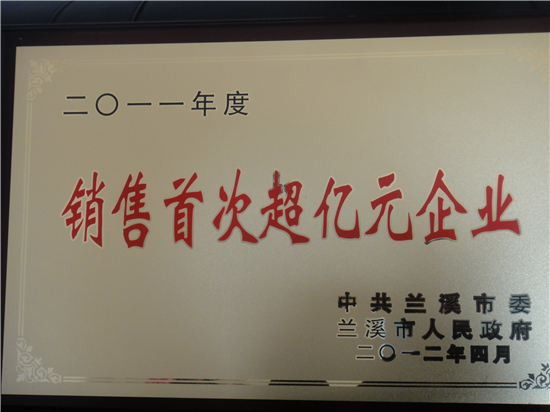 二〇一一年度
销售首次超亿元企业
中共兰溪市委
兰溪市人民政府
二〇一二年四月